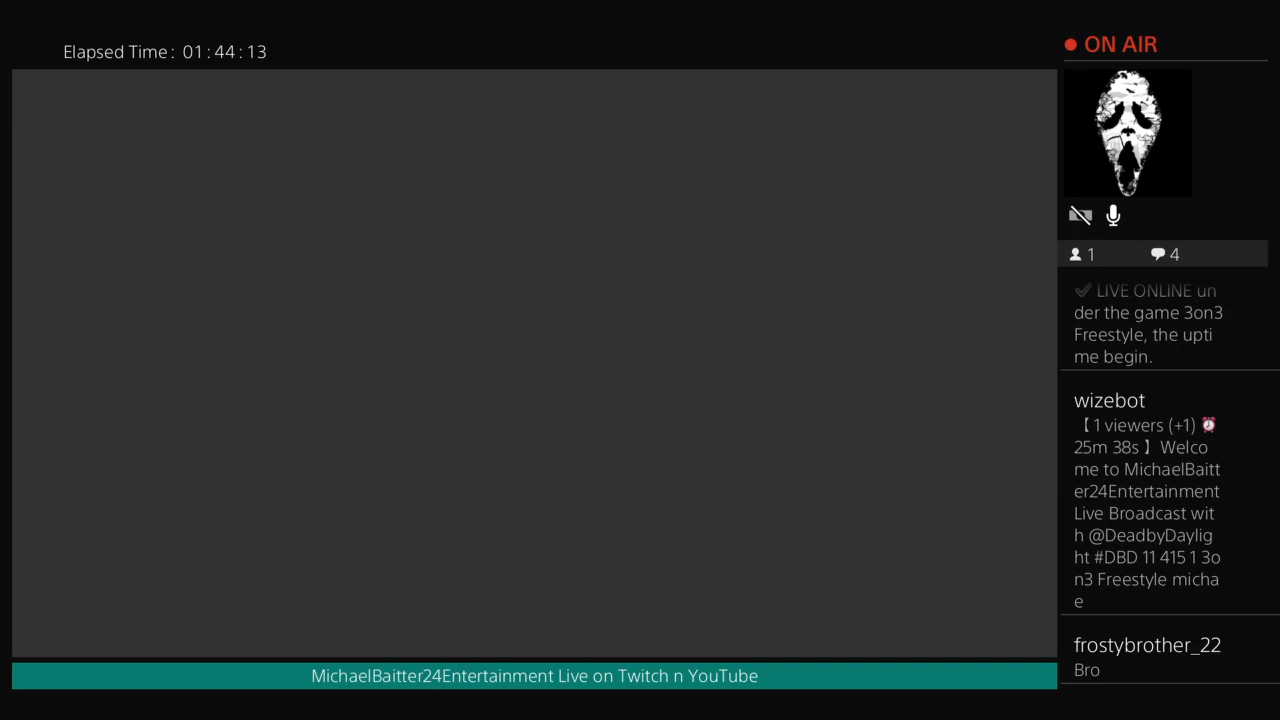 Elapsed Time: 01:44:13
ON AIR
1 4
✔ LIVE ONLINE un
der the game 3on3
Freestyle, the upti
me begin.
wizebot
【1 viewers (+1) ⏰
25m 38s 】Welco
me to MichaelBaitt
er24Entertainment
Live Broadcast wit
h @DeadbyDaylig
ht #DBD 11 415 1 3o
n3 Freestyle micha
e
frostybrother_22
Bro
MichaelBaitter24Entertainment Live on Twitch n YouTube